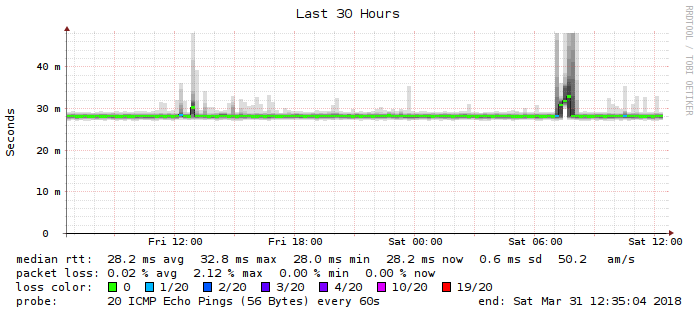 Last 30 Hours
RRDTOOL / TOBI OETIKER
Seconds
40 m
30 m
20 m
10 m
0
Fri 12:00 Fri 18:00 Sat 00:00 Sat 06:00 Sat 12:00
median rtt: 28.2 ms avg 32.8 ms max 28.0 ms min 28.2 ms now 0.6 ms sd 50.2 am/s
packet loss: 0.02 % avg 2.12 % max 0.00 % min 0.00 % now
loss color: 0 1/20 2/20 3/20 4/20 10/20 19/20
probe: 20 ICMP Echo Pings (56 Bytes) every 60s end: Sat Mar 31 12:35:04 2018